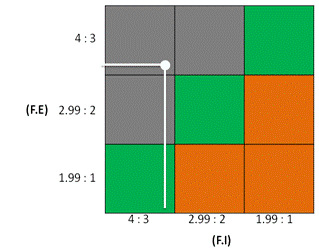 4 : 3
(F.E) 2.99 : 2
1.99 : 1
4 : 3 2.99 : 2 1.99 : 1
(F.I)